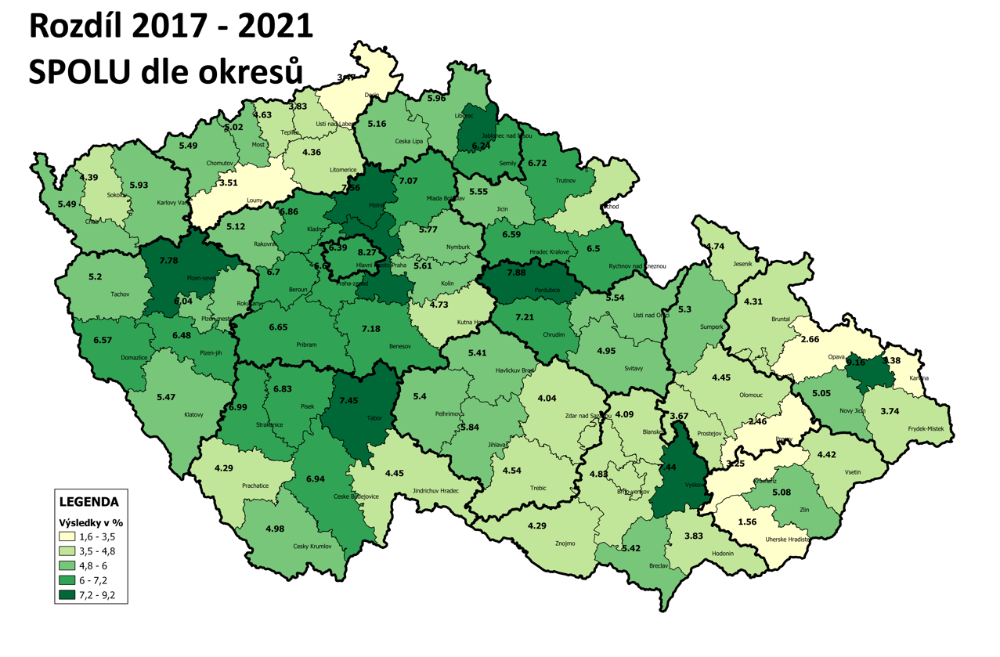 Rozdíl 2017 - 2021
SPOLU dle okresů
Decin
3.83
4.63
5.96
Liberec
5.02
Usti nad Labem
5.16
Teplice
Jablonec nad Nisou
Ceska Lipa
5.49
Most
6.24
4.36
Chomutov
Semily
6.72
Litomerice
4.39
5.93
3.51
7.56
7.07
Trutnov
Sokolov
5.55
Karlovy Vary
Louny
Melnik
Mlada Boleslav
5.49
Jicin
Nachod
6.86
Cheb
5.12
Kladno
5.77
6.59
Rakovnik
Nymburk
6.5
6.39
8.27
Hradec Kralove
4.74
7.78
Hlavni mesto Praha
5.61
Rychnov nad Kneznou
Jesenik
6.7
7.88
5.2
Plzen-sever
Praha-zapad
Kolin
Beroun
Pardubice
Tachov
6.04
Rokycany
4.73
5.54
4.31
5.3
Usti nad Orlici
Plzen-mesto
Kutna Hora
7.21
Bruntal
6.65
7.18
Sumperk
6.48
Chrudim
6.57
Pribram
Benesov
2.66
Plzen-jih
5.41
4.95
Domazlice
Opava
9.16
3.38
Havlickuv Brod
Svitavy
Karvina
4.45
6.83
5.47
7.45
5.4
4.04
Olomouc
5.05
6.99
Pisek
Nový Jicin
3.74
Klatovy
Pelhrimov
Zdar nad Sazavou
4.09
3.67
Strakonice
Tabor
5.84
2.46
Frydek-Mistek
Blansko
Prostejov
Prerov
Jihlava
4.42
4.29
4.45
4.54
4.83
7.44
3.25
Vsetin
6.94
Kromeriz
Prachatice
Trebic
Vyskov
Ceske Budejovice
Jindrichuv Hradec
Brno-venkov
5.08
LEGENDA
Zlin
1.56
Výsledky v %
4.98
4.29
3.83
1,6 - 3,5
Uherske Hradiste
Cesky Krumlov
Znojmo
5.42
3,5 - 4,8
Hodonin
4,8 - 6
Breclav
6 - 7,2
7,2 - 9,2